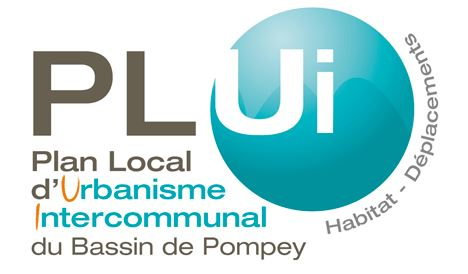 PLUi
Plan Local
d'Urbanisme
Intercommunal
du Bassin de Pompey
Habitat - Déplacements